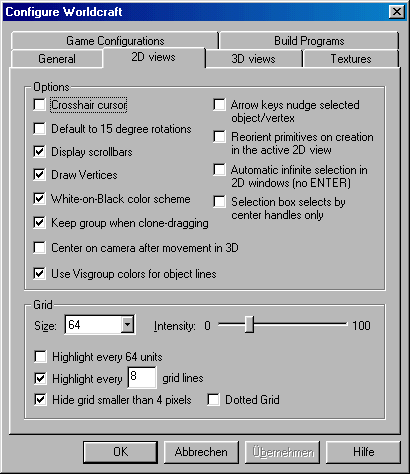 Configure Worldcraft
Game Configurations
Build Programs
General
2D views
3D views
Textures
Options
Crosshair cursor
Default to 15 degree rotations
Display scrollbars
Draw Vertices
White-on-Black color scheme
Keep group when clone-dragging
Center on camera after movement in 3D
Use Visgroup colors for object lines
Arrow keys nudge selected
object/vertex
Reorient primitives on creation
in the active 2D view
Automatic infinite selection in
2D windows (no ENTER)
Selection box selects by
center handles only
Grid
Size: 64
Intensity: 0 100
Highlight every 64 units
Highlight every 8 grid lines
Hide grid smaller than 4 pixels
Dotted Grid
OK
Abbrechen
Übernehmen
Hilfe